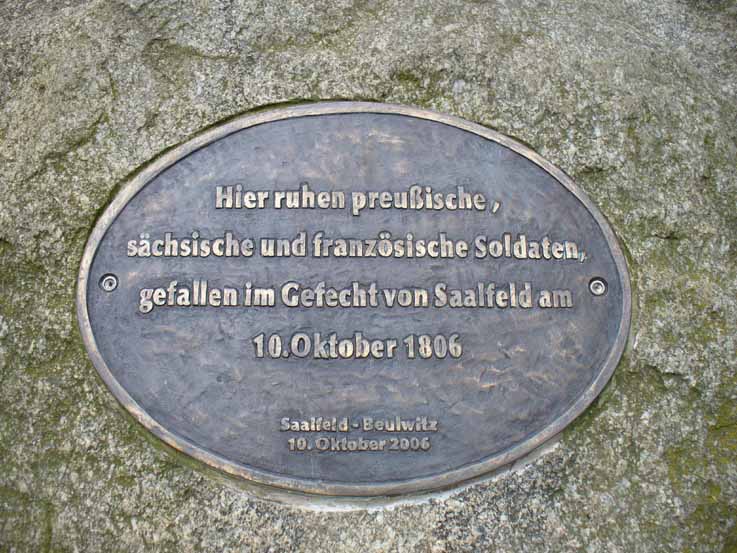 Hier ruhen preußische,
sächsische und französische Soldaten,
gefallen im Gefecht von Saalfeld am
10.Oktober 1806
Saalfeld - Beulwitz
10. Oktober 2006